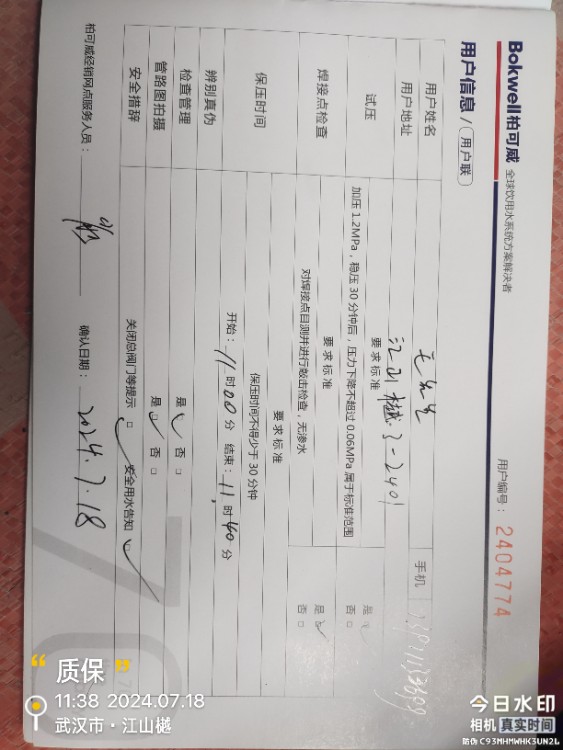 Bokwell柏可威 全球饮用水系统方案解决者
用户编号： 2404774
用户信息/用户联
用户姓名
手机
用户地址 江山樾 3-2401
试压
要求标准
加压 1.2MPa，稳压 30 分钟后，压力下降不超过 0.06MPa 属于标准范围
是 ☑
否 □
焊接点检查
要求标准
对焊接点目测并进行敲击检查，无渗水
是 ☑
否 □
保压时间
要求标准
保压时间不得少于 30 分钟
开始：11 时 00 分 结束：11 时 40 分
辨别真伪
检查管理 是 ☑ 否 □
管路图拍摄 是 ☑ 否 □
安全措辞 关闭总阀门等提示 □ 安全用水告知 ☑
柏可威经销网点服务人员：
确认日期： 2024.7.18
“质保”
11:38 2024.07.18
武汉市·江山樾
今日水印
相机 真实时间
防伪 C93MHMWHK3UN2L